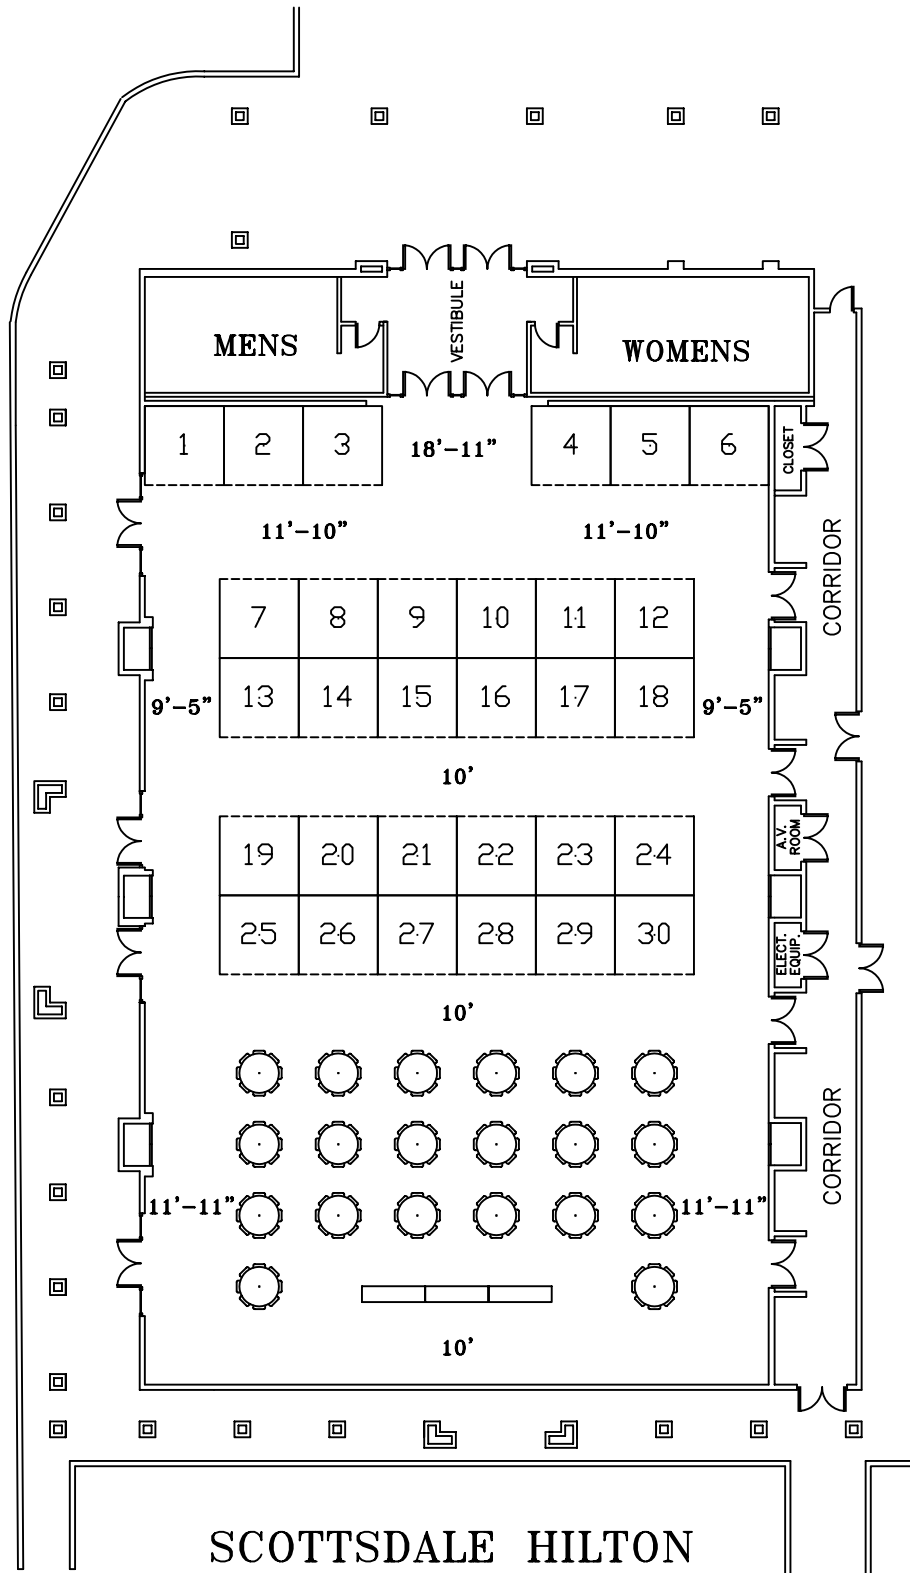 VESTIBULE
MENS
WOMENS
1 2 3 18'-11" 4 5 6
CLOSET
11'-10" 11'-10"
CORRIDOR
7 8 9 10 11 12
9'-5" 13 14 15 16 17 18 9'-5"
10'
A.V.
ROOM
19 20 21 22 23 24
25 26 27 28 29 30
ELECT.
EQUIP.
10'
CORRIDOR
11'-11" 11'-11"
10'
SCOTTSDALE HILTON